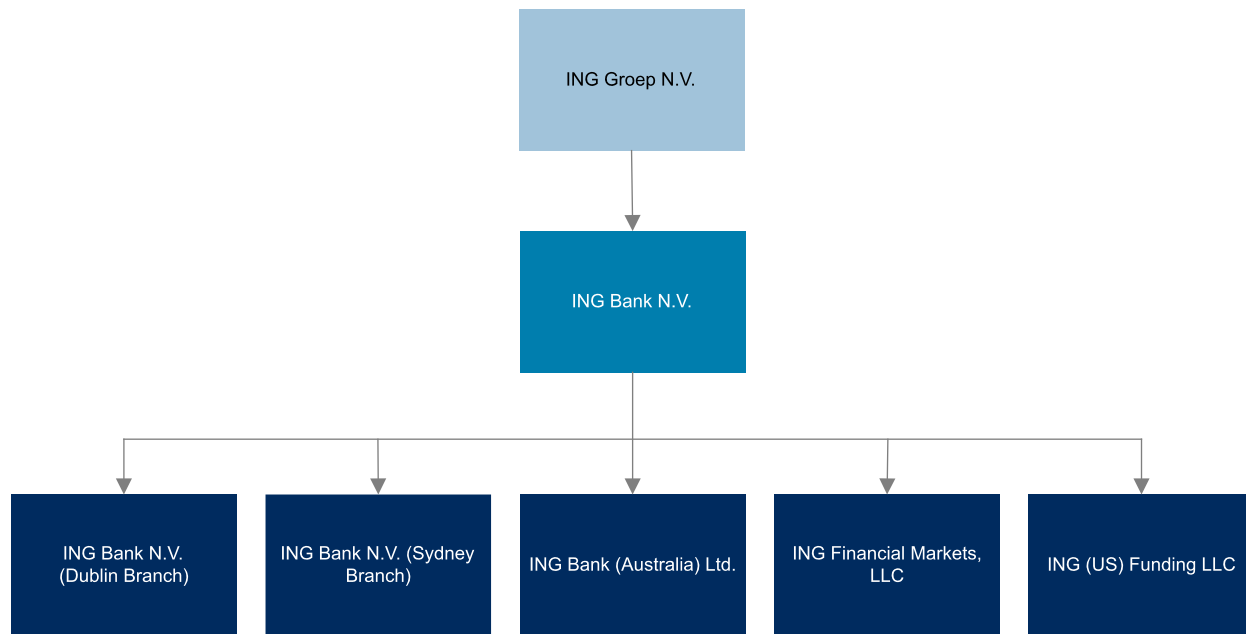 ING Groep N.V.
ING Bank N.V.
ING Bank N.V.
(Dublin Branch)
ING Bank N.V. (Sydney
Branch)
ING Bank (Australia) Ltd.
ING Financial Markets,
LLC
ING (US) Funding LLC